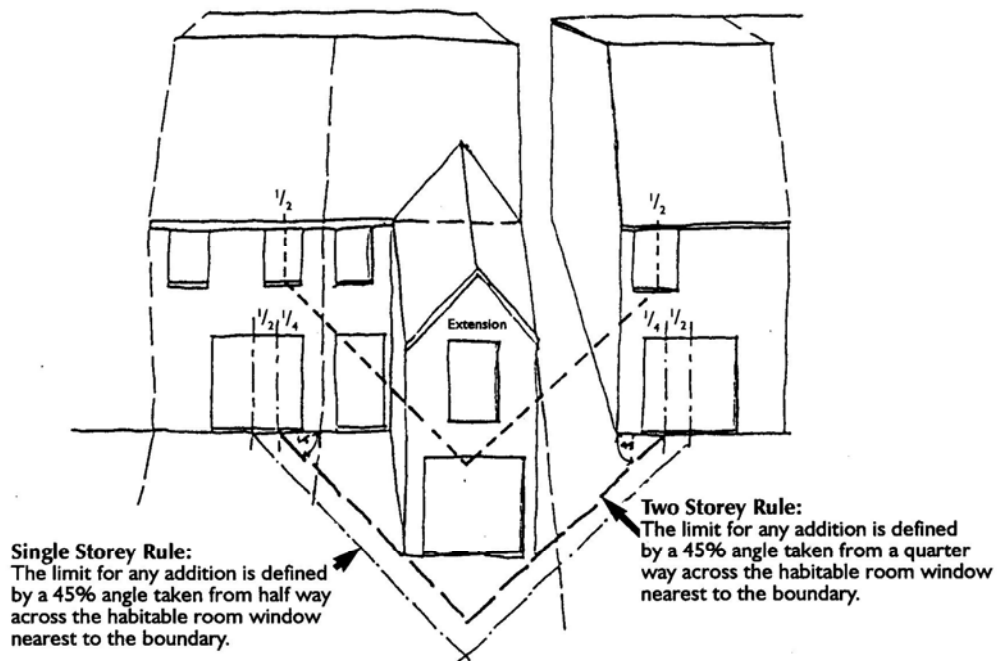 1/2
1/2
1/2 1/4
Extension
1/4 1/2
45
45
Single Storey Rule:
The limit for any addition is defined
by a 45% angle taken from half way
across the habitable room window
nearest to the boundary.
Two Storey Rule:
The limit for any addition is defined
by a 45% angle taken from a quarter
way across the habitable room window
nearest to the boundary.